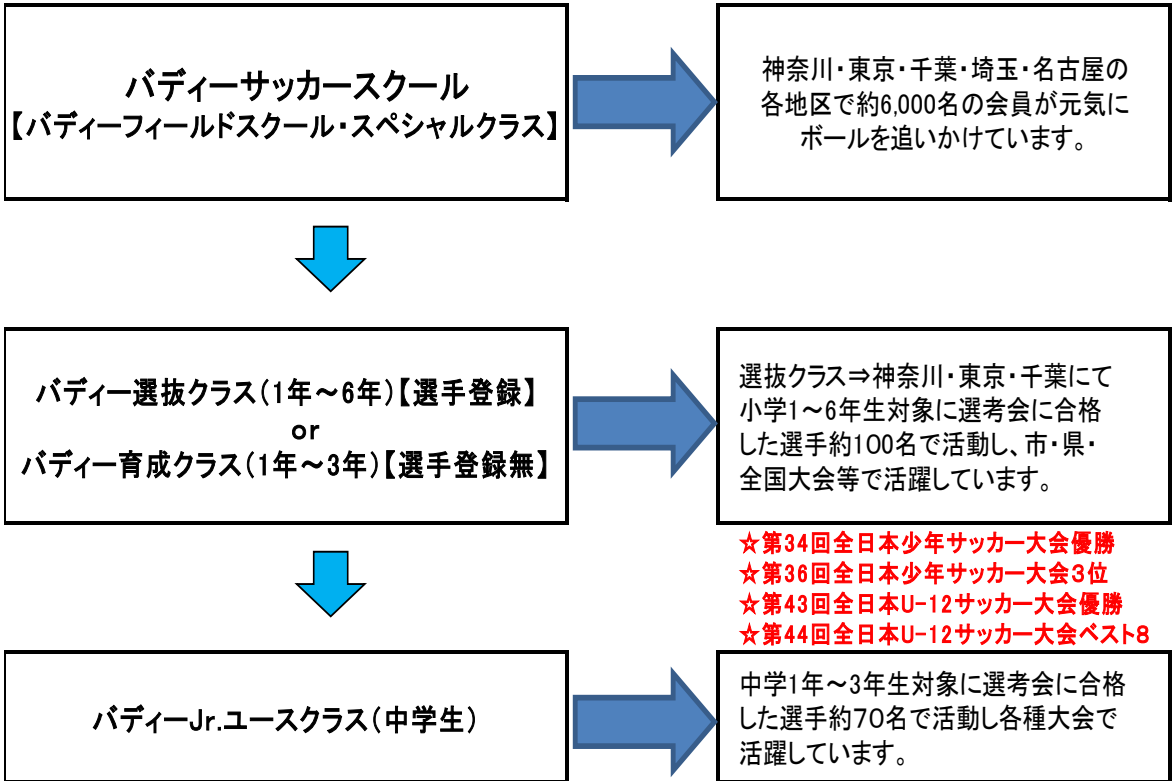 バディーサッカースクール
【バディーフィールドスクール・スペシャルクラス】
神奈川・東京・千葉・埼玉・名古屋の
各地区で約6,000名の会員が元気に
ボールを追いかけています。
バディー選抜クラス(1年～6年)【選手登録】
or
バディー育成クラス(1年～3年)【選手登録無】
選抜クラス⇒神奈川・東京・千葉にて
小学1～6年生対象に選考会に合格
した選手約100名で活動し、市・県・
全国大会等で活躍しています。
☆第34回全日本少年サッカー大会優勝
☆第36回全日本少年サッカー大会3位
☆第43回全日本U-12サッカー大会優勝
☆第44回全日本U-12サッカー大会ベスト8
バディーJr.ユースクラス(中学生)
中学1年～3年生対象に選考会に合格
した選手約70名で活動し各種大会で
活躍しています。